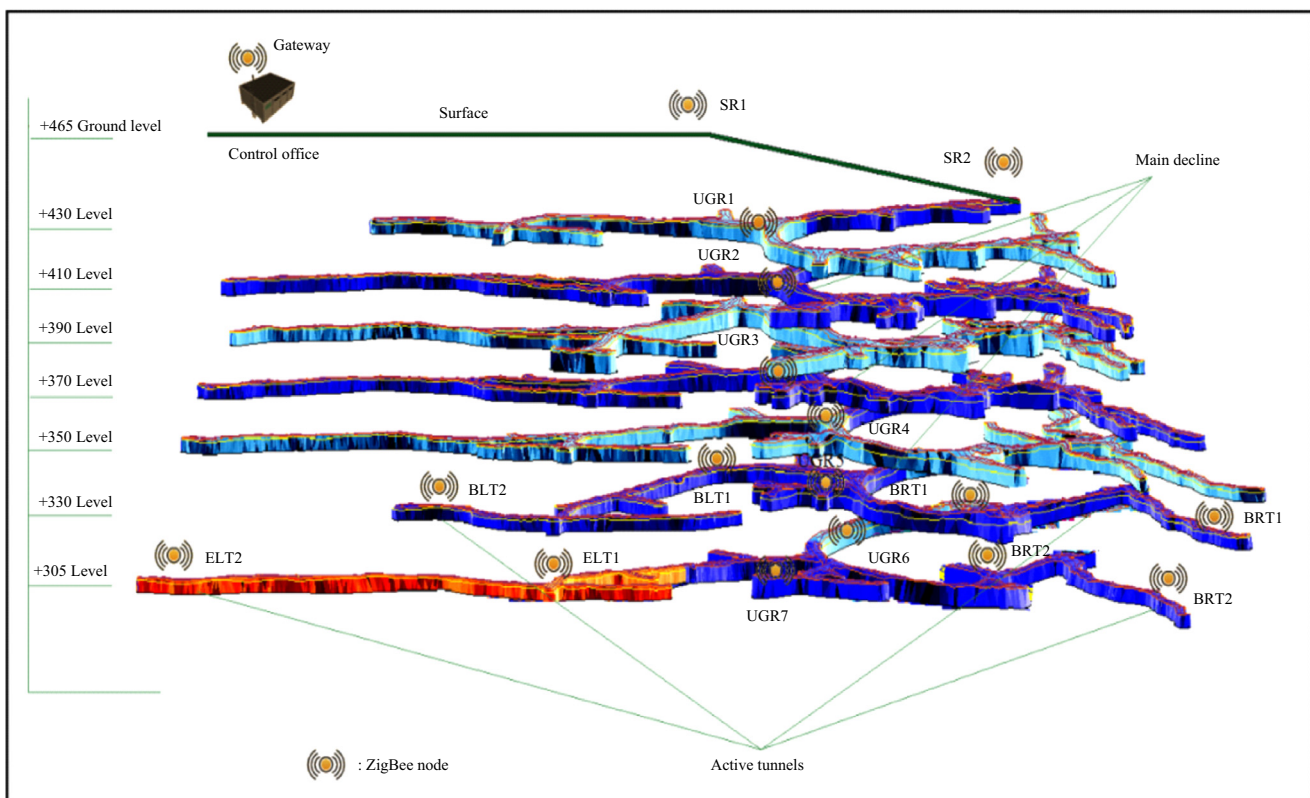 Gateway
SR1
Surface
+465 Ground level
Control office
SR2
Main decline
UGR1
+430 Level
UGR2
+410 Level
+390 Level
UGR3
+370 Level
UGR4
+350 Level
UGR5
BLT2
BLT1
BRT1
+330 Level
BRT1
ELT2
ELT1
UGR6
BRT2
+305 Level
BRT2
UGR7
: ZigBee node
Active tunnels